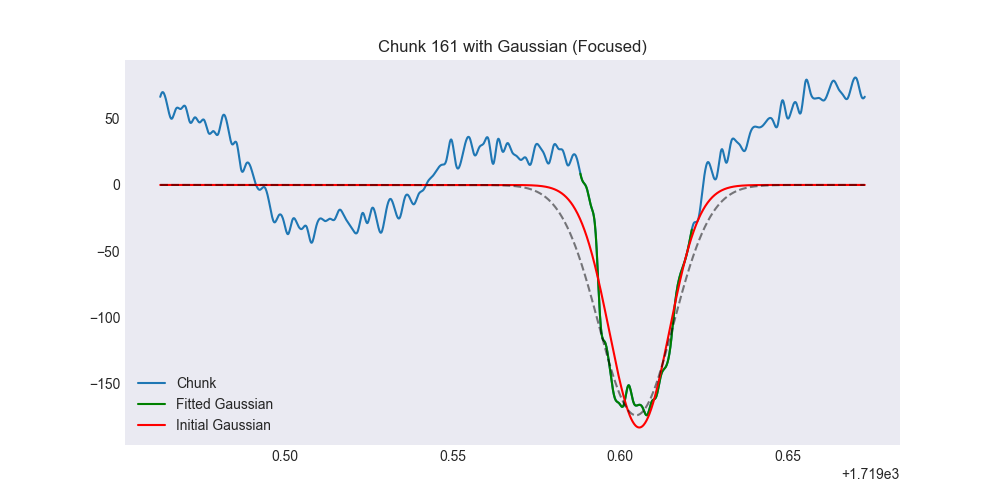 Chunk 161 with Gaussian (Focused)
50
0
−50
−100
−150
Chunk
Fitted Gaussian
Initial Gaussian
0.50 0.55 0.60 0.65
+1.719e3